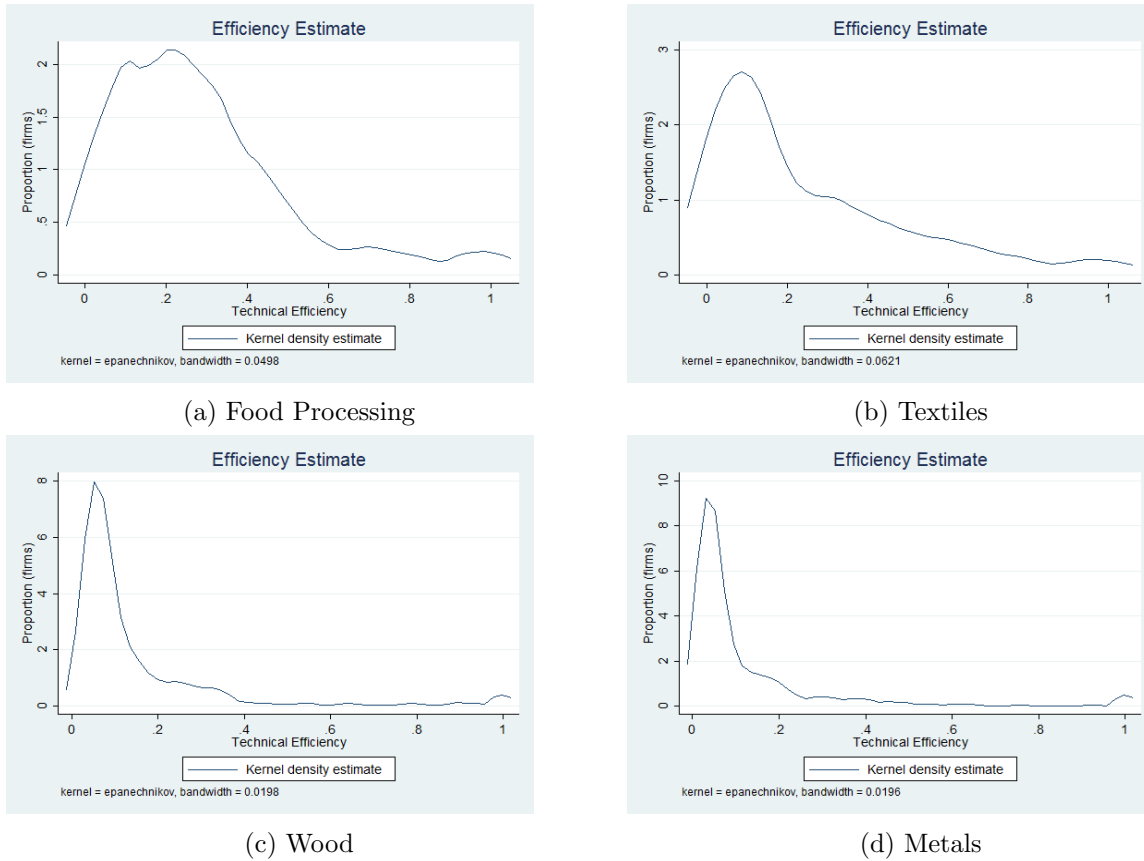 Efficiency Estimate
Proportion (firms)
0 .5 1 1.5 2
0 .2 .4 .6 .8 1
Technical Efficiency
Kernel density estimate
kernel = epanechnikov, bandwidth = 0.0498
(a) Food Processing
Efficiency Estimate
Proportion (firms)
0 1 2 3
0 .2 .4 .6 .8 1
Technical Efficiency
Kernel density estimate
kernel = epanechnikov, bandwidth = 0.0621
(b) Textiles
Efficiency Estimate
Proportion (firms)
0 2 4 6 8
0 .2 .4 .6 .8 1
Technical Efficiency
Kernel density estimate
kernel = epanechnikov, bandwidth = 0.0198
(c) Wood
Efficiency Estimate
Proportion (firms)
0 2 4 6 8 10
0 .2 .4 .6 .8 1
Technical Efficiency
Kernel density estimate
kernel = epanechnikov, bandwidth = 0.0196
(d) Metals